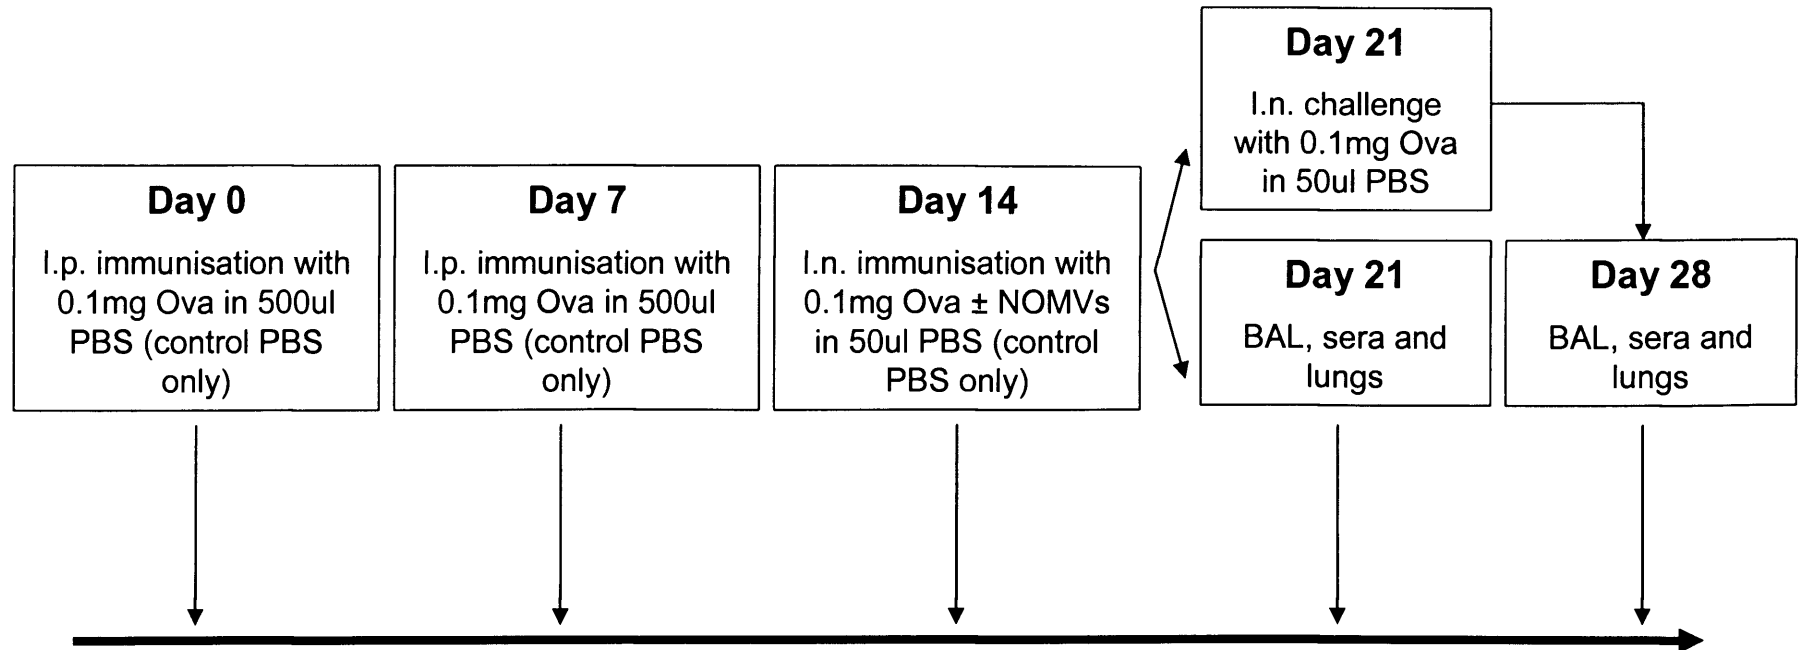 Day 0
I.p. immunisation with
0.1mg Ova in 500ul
PBS (control PBS
only)
Day 7
I.p. immunisation with
0.1mg Ova in 500ul
PBS (control PBS
only)
Day 14
I.n. immunisation with
0.1mg Ova ± NOMVs
in 50ul PBS (control
PBS only)
Day 21
I.n. challenge
with 0.1mg Ova
in 50ul PBS
Day 21
BAL, sera and
lungs
Day 28
BAL, sera and
lungs